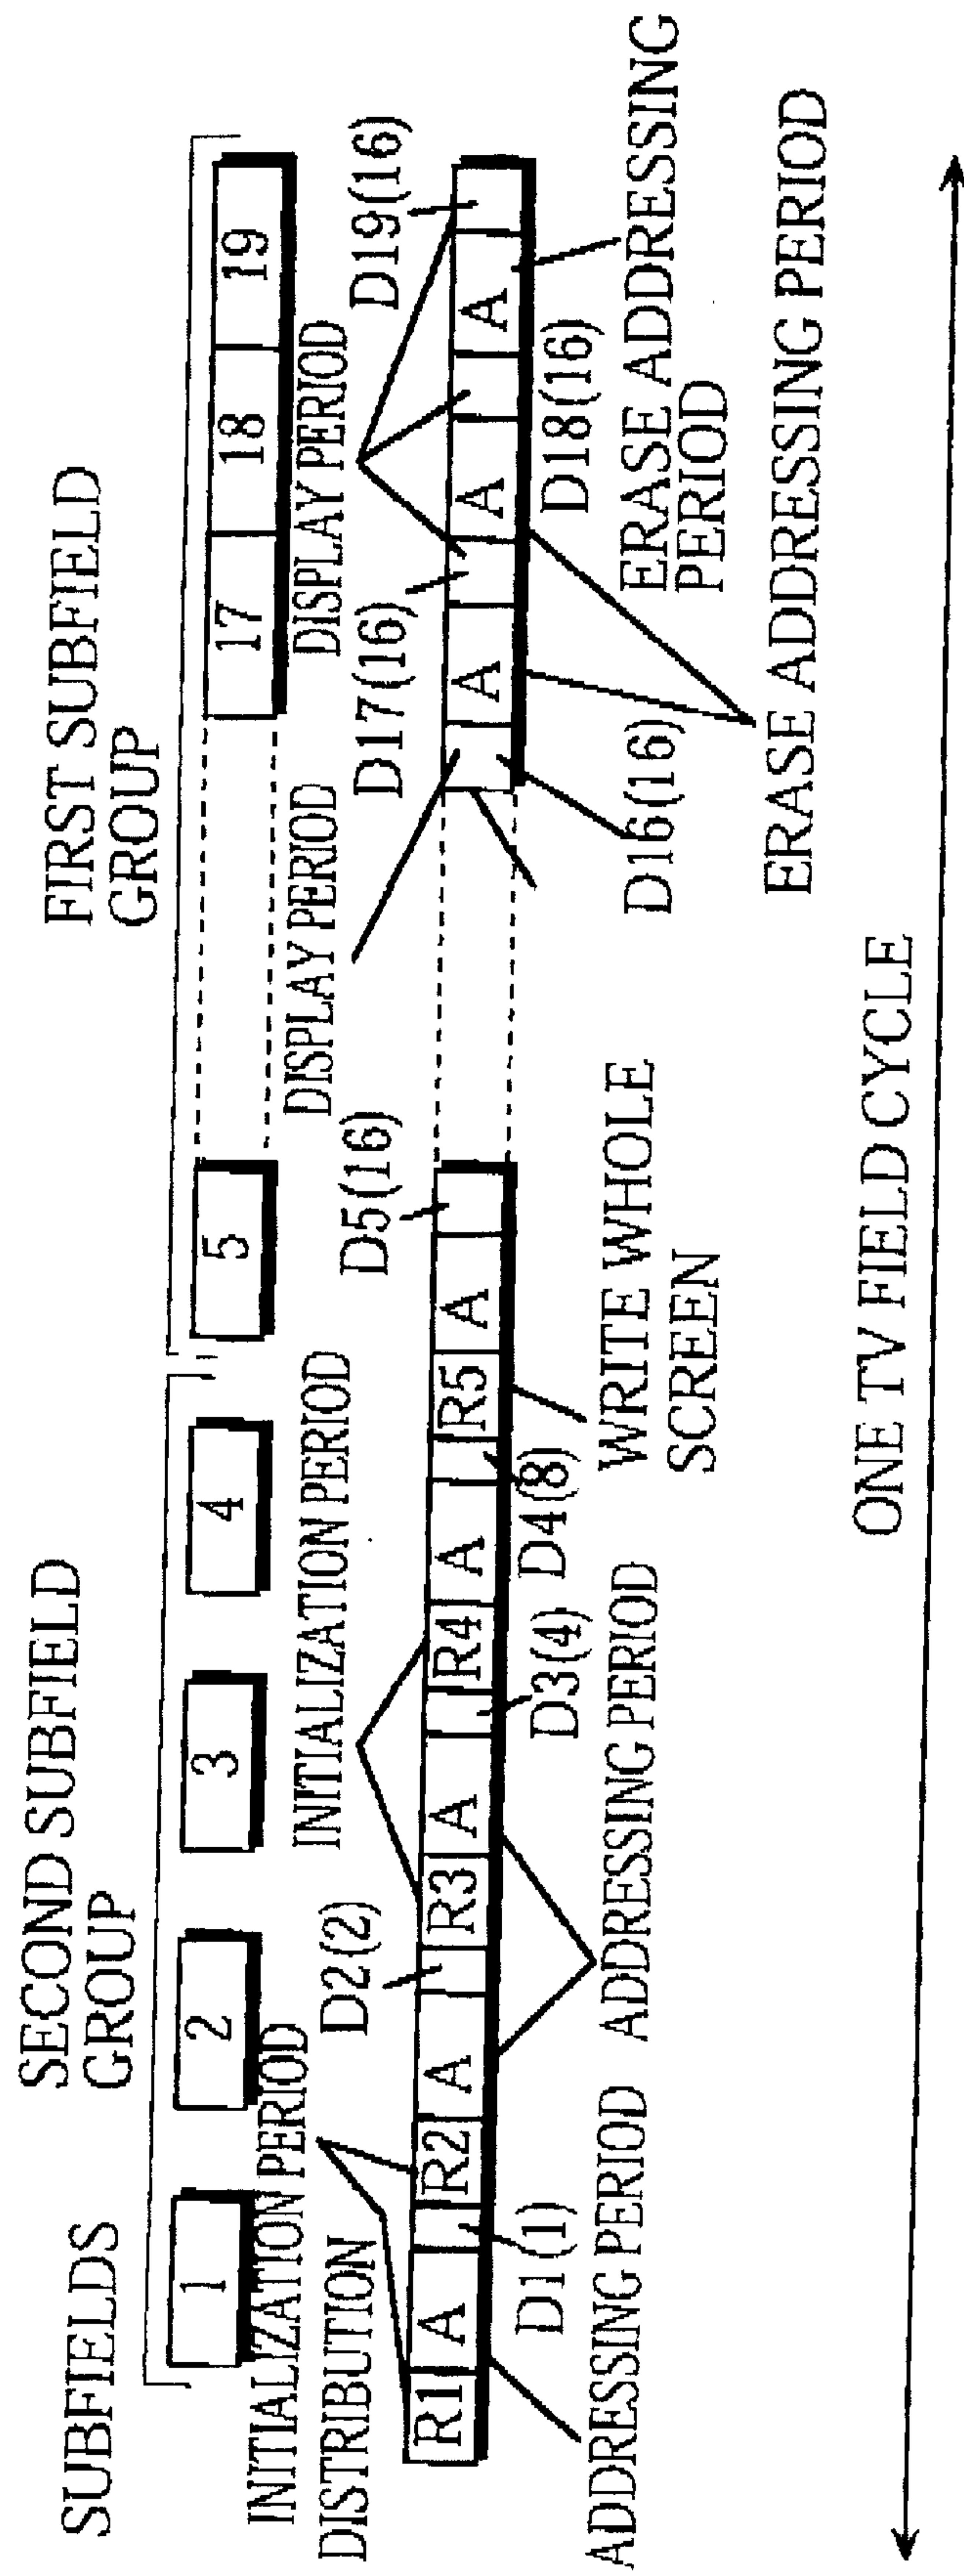 SUBFIELDS
SECOND SUBFIELD
GROUP
FIRST SUBFIELD
GROUP
1
2
3
4
5
17
18
19
INITIALIZATION PERIOD
DISTRIBUTION
D2(2)
INITIALIZATION PERIOD
D5(16)
DISPLAY PERIOD
D17(16)
DISPLAY PERIOD
D19(16)
R1
A
R2
A
R3
A
R4
A
R5
A
A
A
A
D1(1)
D3(4)
D4(8)
D16(16)
D18(16)
ADDRESSING PERIOD
ADDRESSING PERIOD
WRITE WHOLE
SCREEN
ERASE ADDRESSING
PERIOD
ERASE ADDRESSING PERIOD
ONE TV FIELD CYCLE